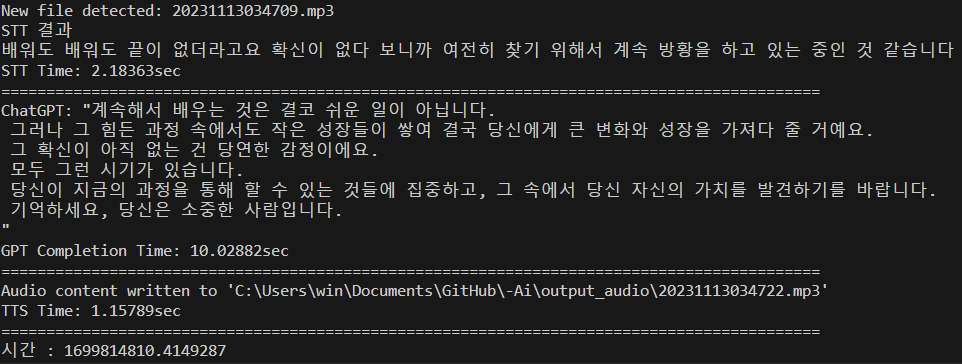 New file detected: 20231113034709.mp3
STT 결과
배워도 배워도 끝이 없더라고요 확신이 없다 보니까 여전히 찾기 위해서 계속 방황을 하고 있는 중인 것 같습니다
STT Time: 2.18363sec
===========================================================================================
ChatGPT: "계속해서 배우는 것은 결코 쉬운 일이 아닙니다.
그러나 그 힘든 과정 속에서도 작은 성장들이 쌓여 결국 당신에게 큰 변화와 성장을 가져다 줄 거예요.
그 확신이 아직 없는 건 당연한 감정이에요.
모두 그런 시기가 있습니다.
당신이 지금의 과정을 통해 할 수 있는 것들에 집중하고, 그 속에서 당신 자신의 가치를 발견하기를 바랍니다.
기억하세요, 당신은 소중한 사람입니다.
"
GPT Completion Time: 10.02882sec
===========================================================================================
Audio content written to 'C:\Users\win\Documents\GitHub\-Ai\output_audio\20231113034722.mp3'
TTS Time: 1.15789sec
===========================================================================================
시간 : 1699814810.4149287